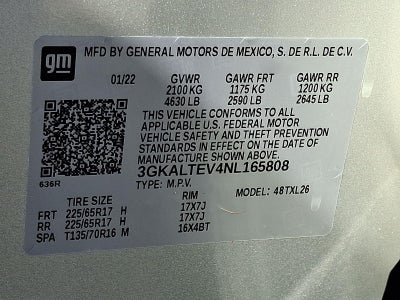 gm MFD BY GENERAL MOTORS DE MEXICO, S. DE R.L. DE C.V.
01/22 GVWR GAWR FRT GAWR RR
2100 KG 1175 KG 1200 KG
4630 LB 2590 LB 2645 LB
THIS VEHICLE CONFORMS TO ALL
APPLICABLE U.S. FEDERAL MOTOR
VEHICLE SAFETY AND THEFT PREVENTION
STANDARDS IN EFFECT ON THE DATE
OF MANUFACTURE SHOWN ABOVE.
3GKALTEV4NL165808
636R TYPE: M.P.V. MODEL: 48TXL26
TIRE SIZE RIM
FRT 225/65R17 H 17X7J
RR 225/65R17 H 17X7J
SPA T135/70R16 M 16X4BT